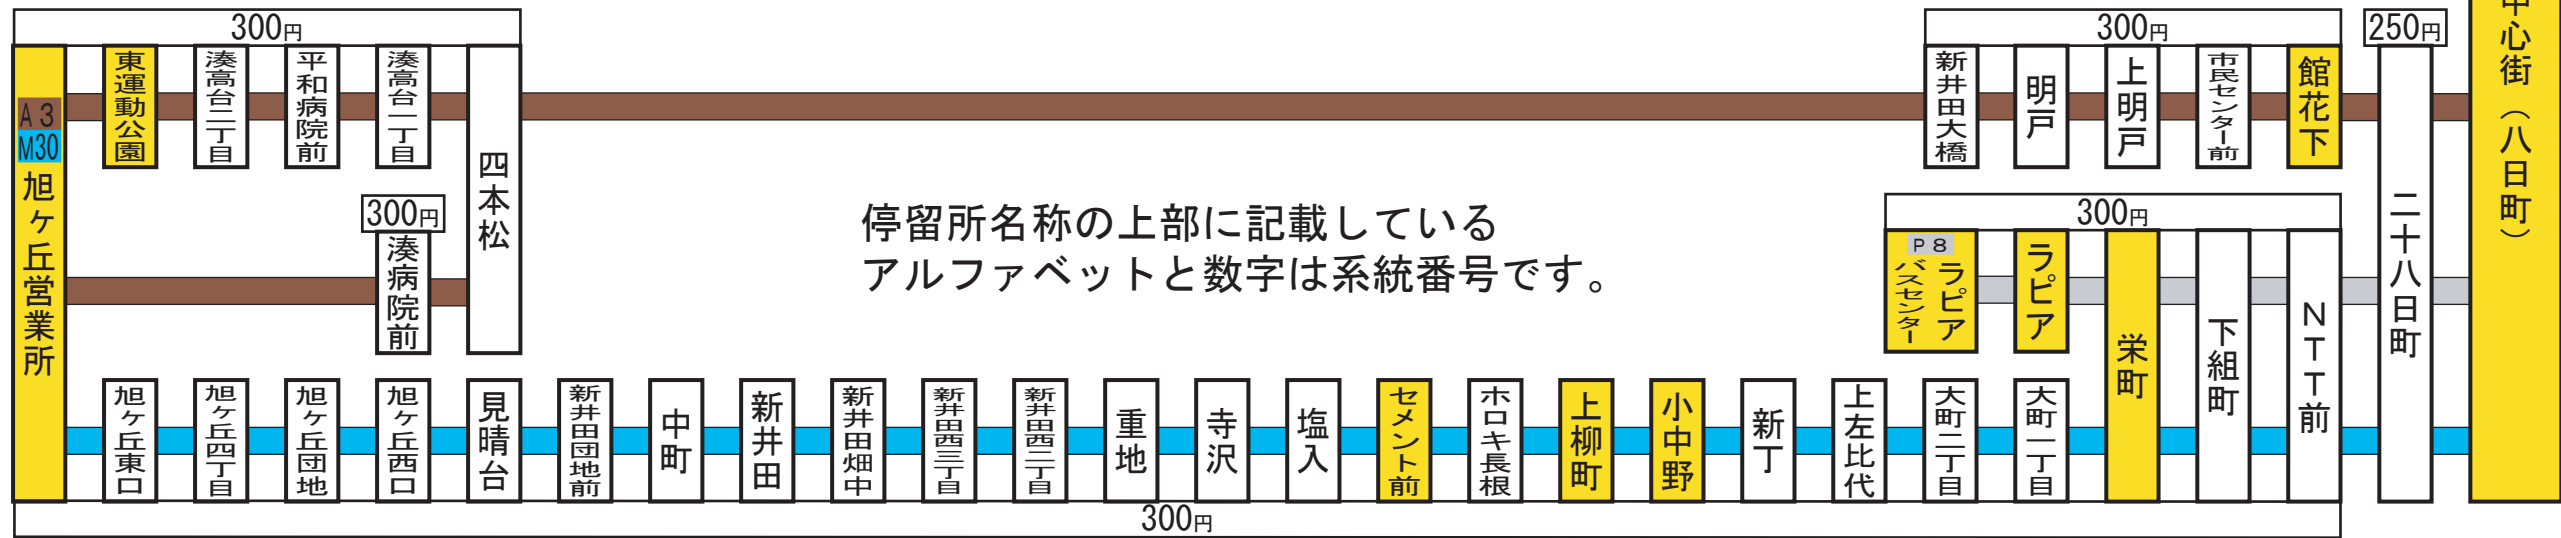 300円
300円
250円
中心街（八日町）
A 3
M30
旭ヶ丘営業所
東運動公園
湊高台二丁目
平和病院前
湊高台一丁目
四本松
新井田大橋
明戸
上明戸
市民センター前
館花下
二十八日町
300円
湊病院前
停留所名称の上部に記載している
アルファベットと数字は系統番号です。
300円
P 8
ラピア
バスセンター
ラピア
栄町
下組町
NTT前
旭ヶ丘東口
旭ヶ丘四丁目
旭ヶ丘団地
旭ヶ丘西口
見晴台
新井田団地前
中町
新井田
新井田畑中
新井田西三丁目
新井田西二丁目
重地
寺沢
塩入
セメント前
ホロキ長根
上柳町
小中野
新丁
上左比代
大町二丁目
大町一丁目
300円